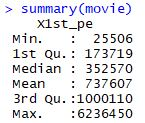 > summary(movie)
X1st_pe
Min.   :  25506
1st Qu.: 173719
Median : 352570
Mean   : 737607
3rd Qu.:1000110
Max.   :6236450